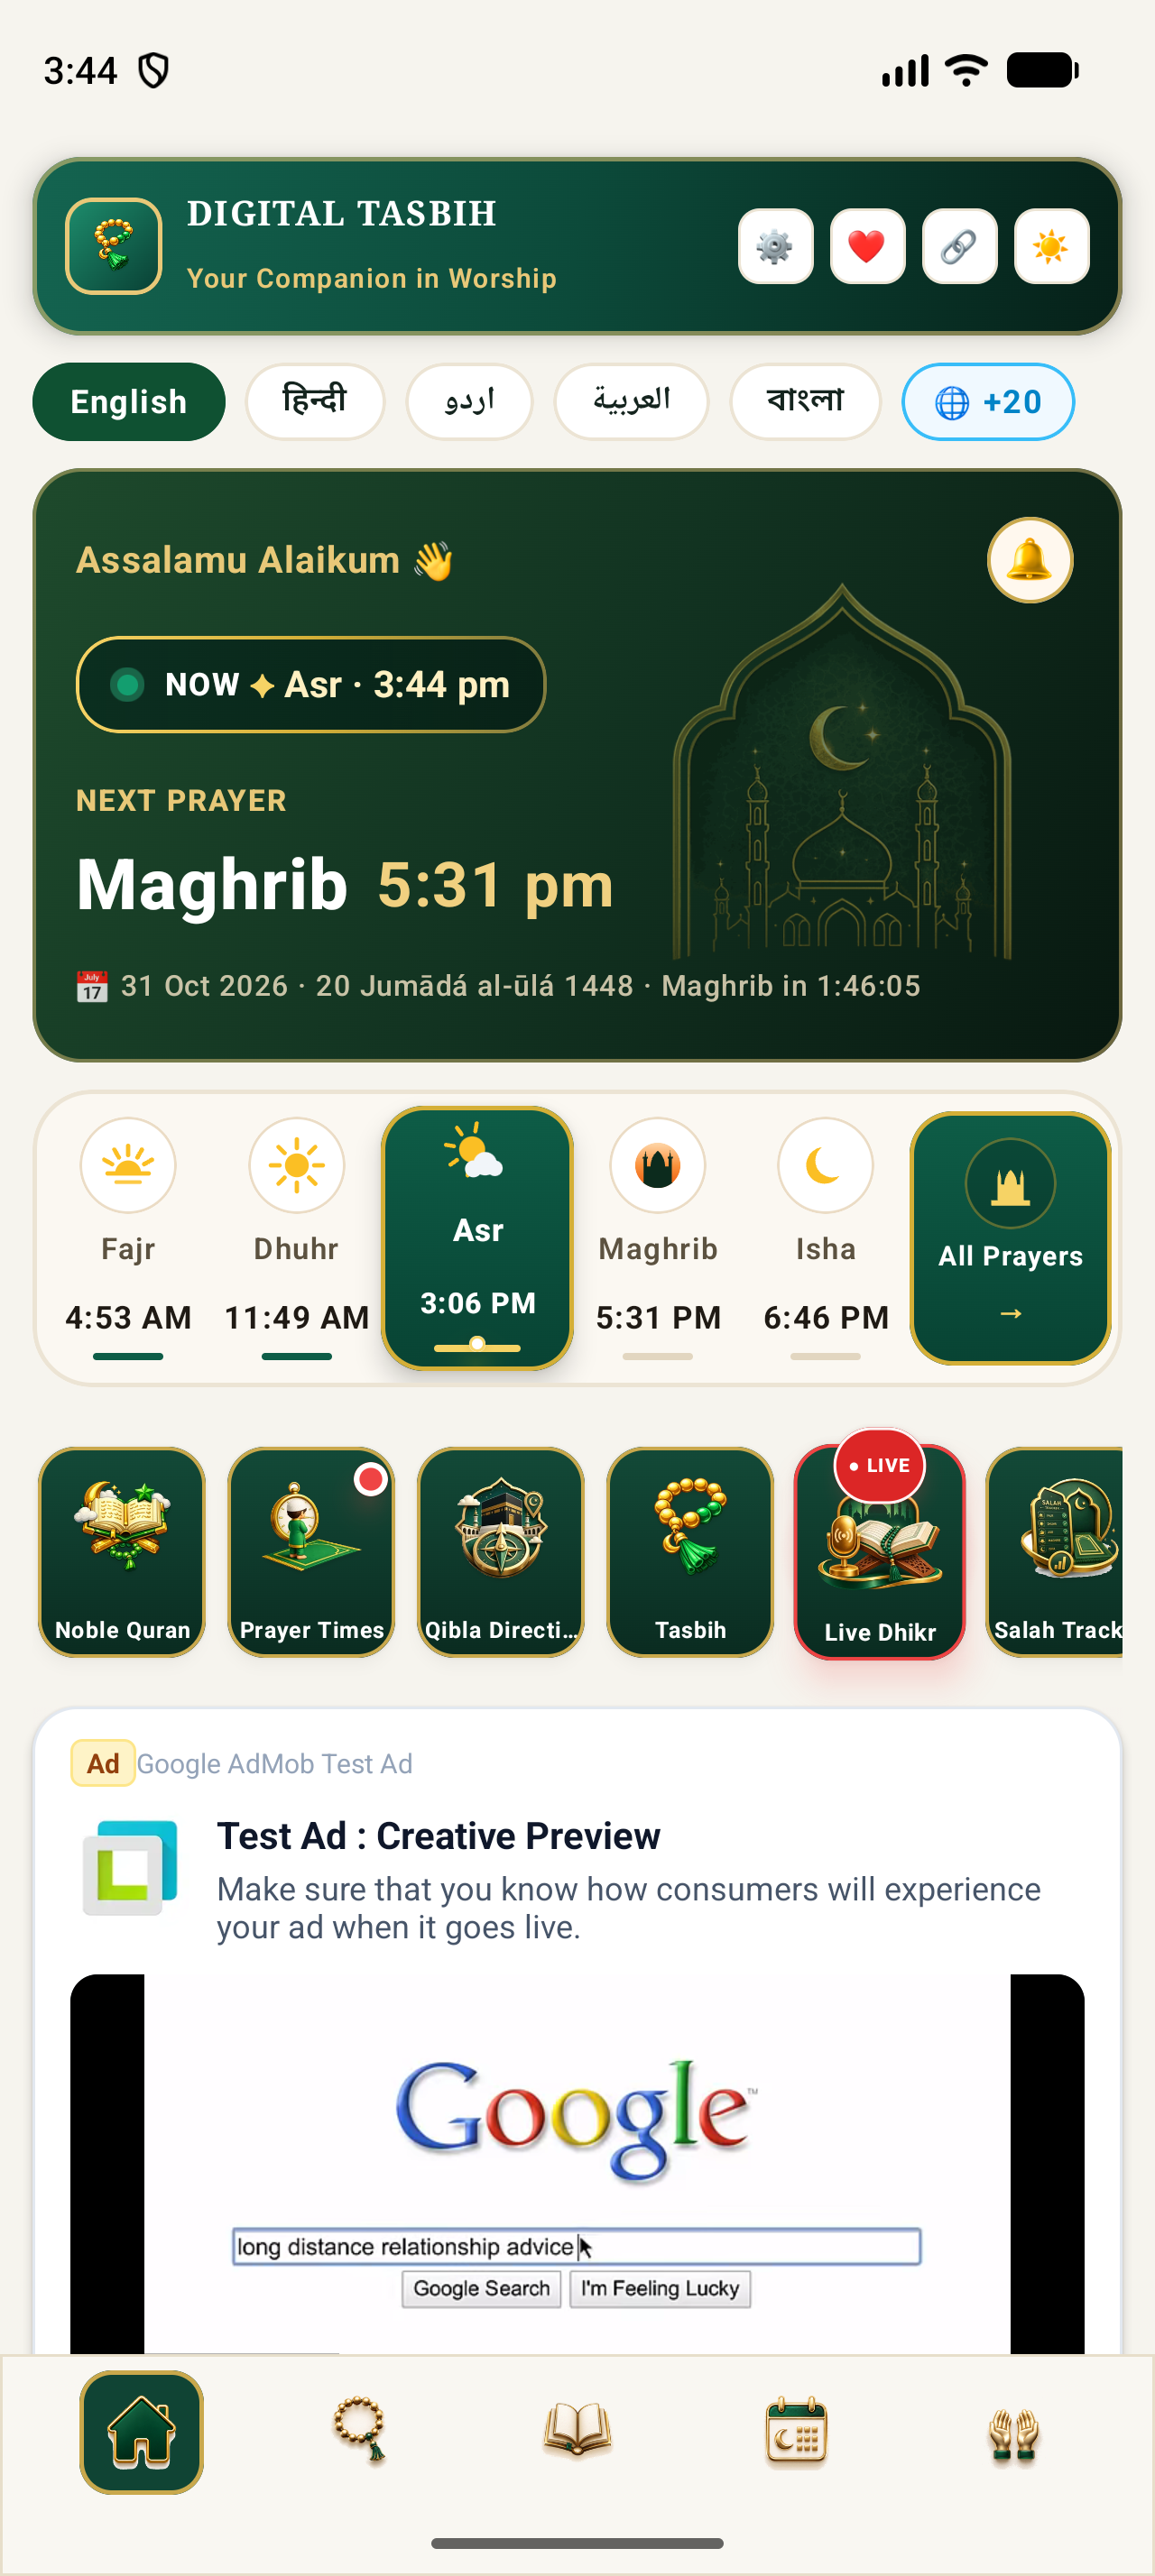 3:44
DIGITAL TASBIH
Your Companion in Worship
English
हिन्दी
اردو
العربية
বাংলা
+20
Assalamu Alaikum 👋
NOW ✦ Asr · 3:44 pm
NEXT PRAYER
Maghrib 5:31 pm
July
17
31 Oct 2026 · 20 Jumādá al-ūlá 1448 · Maghrib in 1:46:05
Fajr
4:53 AM
Dhuhr
11:49 AM
Asr
3:06 PM
Maghrib
5:31 PM
Isha
6:46 PM
All Prayers
→
Noble Quran
Prayer Times
Qibla Directi...
Tasbih
• LIVE
Live Dhikr
SALAH
Salah Track
Ad
Google AdMob Test Ad
Test Ad : Creative Preview
Make sure that you know how consumers will experience
your ad when it goes live.
Google™
long distance relationship advice
Google Search
I'm Feeling Lucky